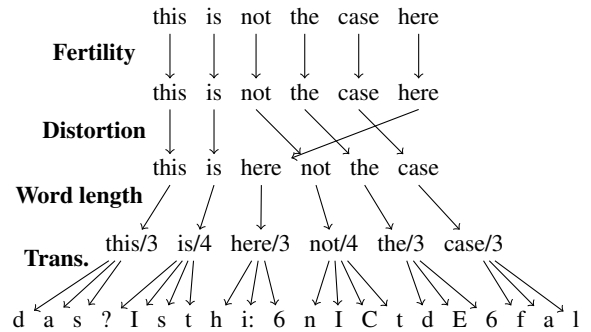 this is not the case here
Fertility
this is not the case here
Distortion
this is here not the case
Word length
this/3 is/4 here/3 not/4 the/3 case/3
Trans.
d a s ? I s t h i: 6 n I C t d E 6 f a l